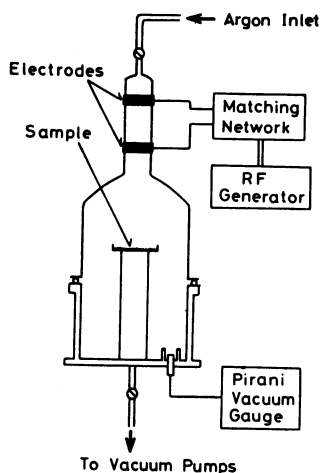 Argon Inlet
Electrodes
Sample
Matching
Network
RF
Generator
Pirani
Vacuum
Gauge
To Vacuum Pumps